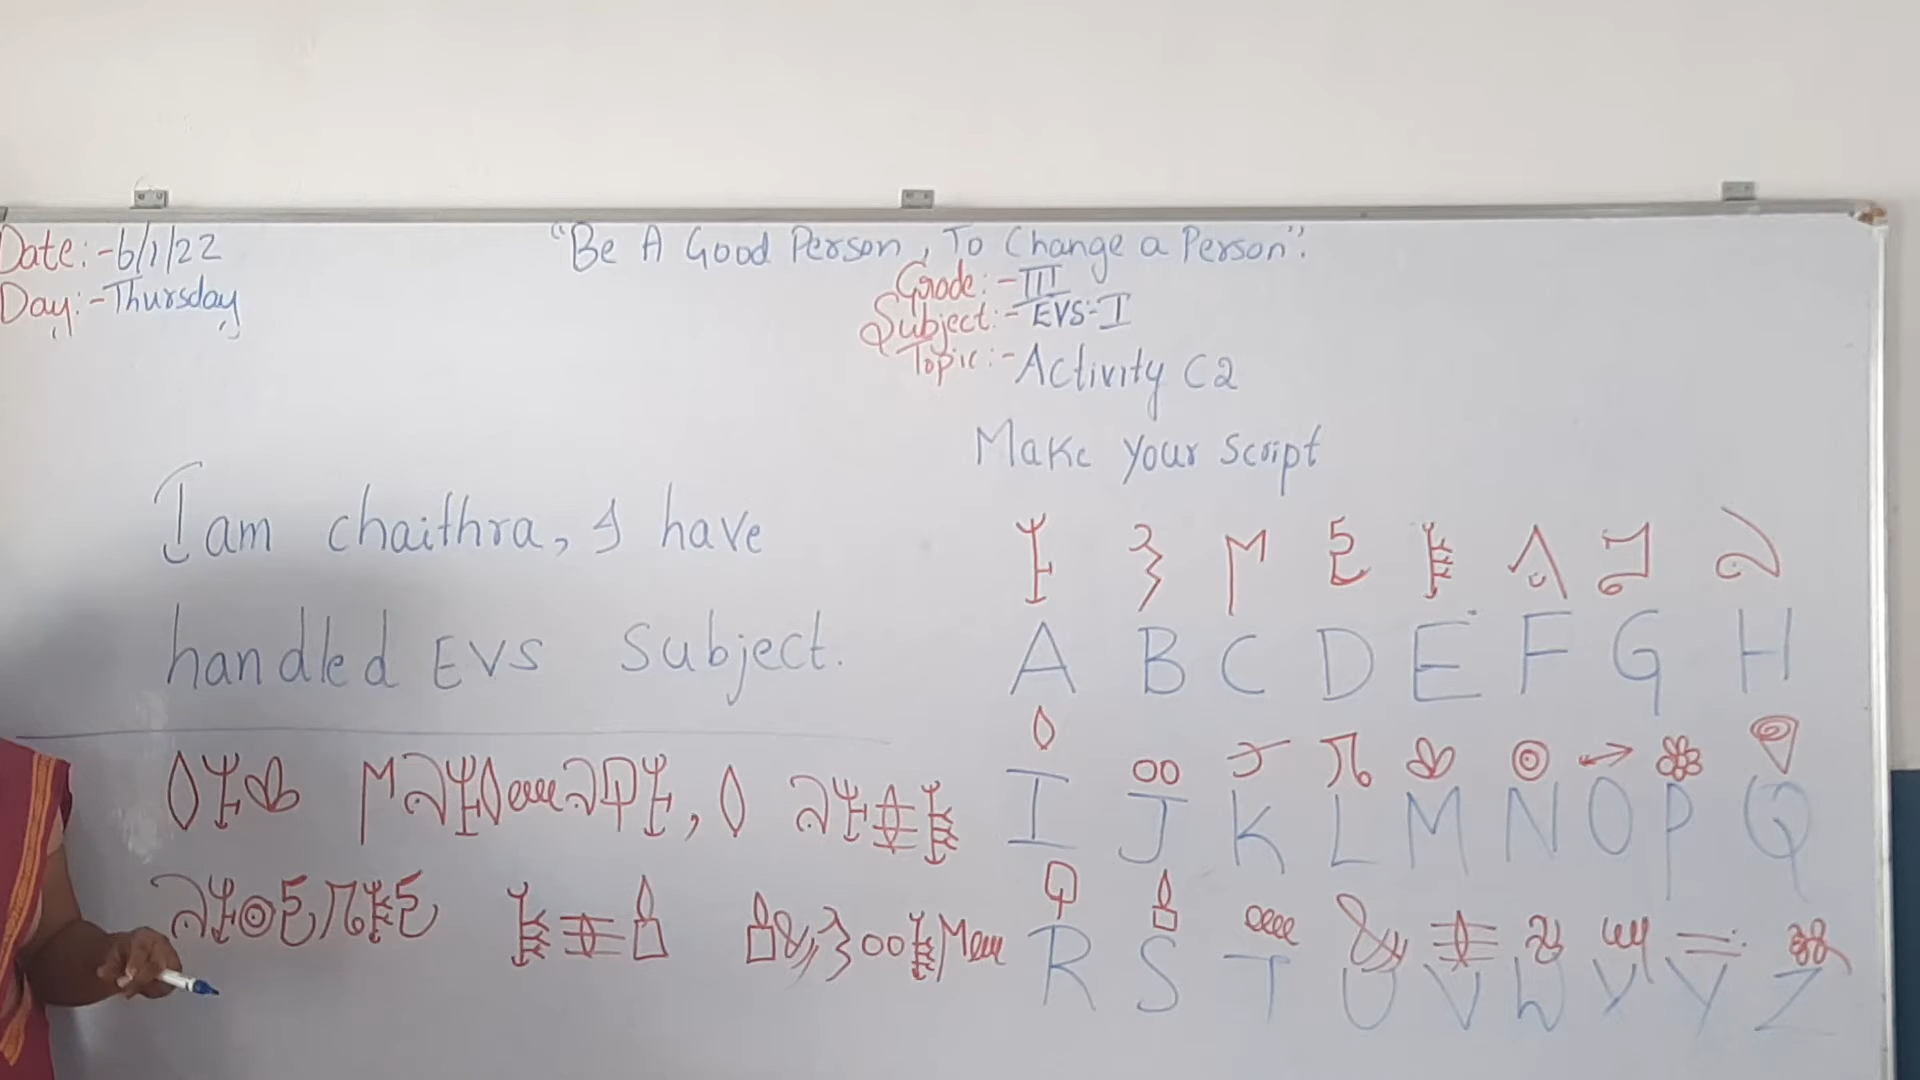 Date:-6/1/22
Day:-Thursday
"Be A Good Person, To Change a Person".
Grade:-III
Subject:-EVS-I
Topic:-Activity C2
Make your script
I am chaithra, I have
handled EVS Subject.
A B C D E F G H
I J K L M N O P Q
R S T U V W X Y Z